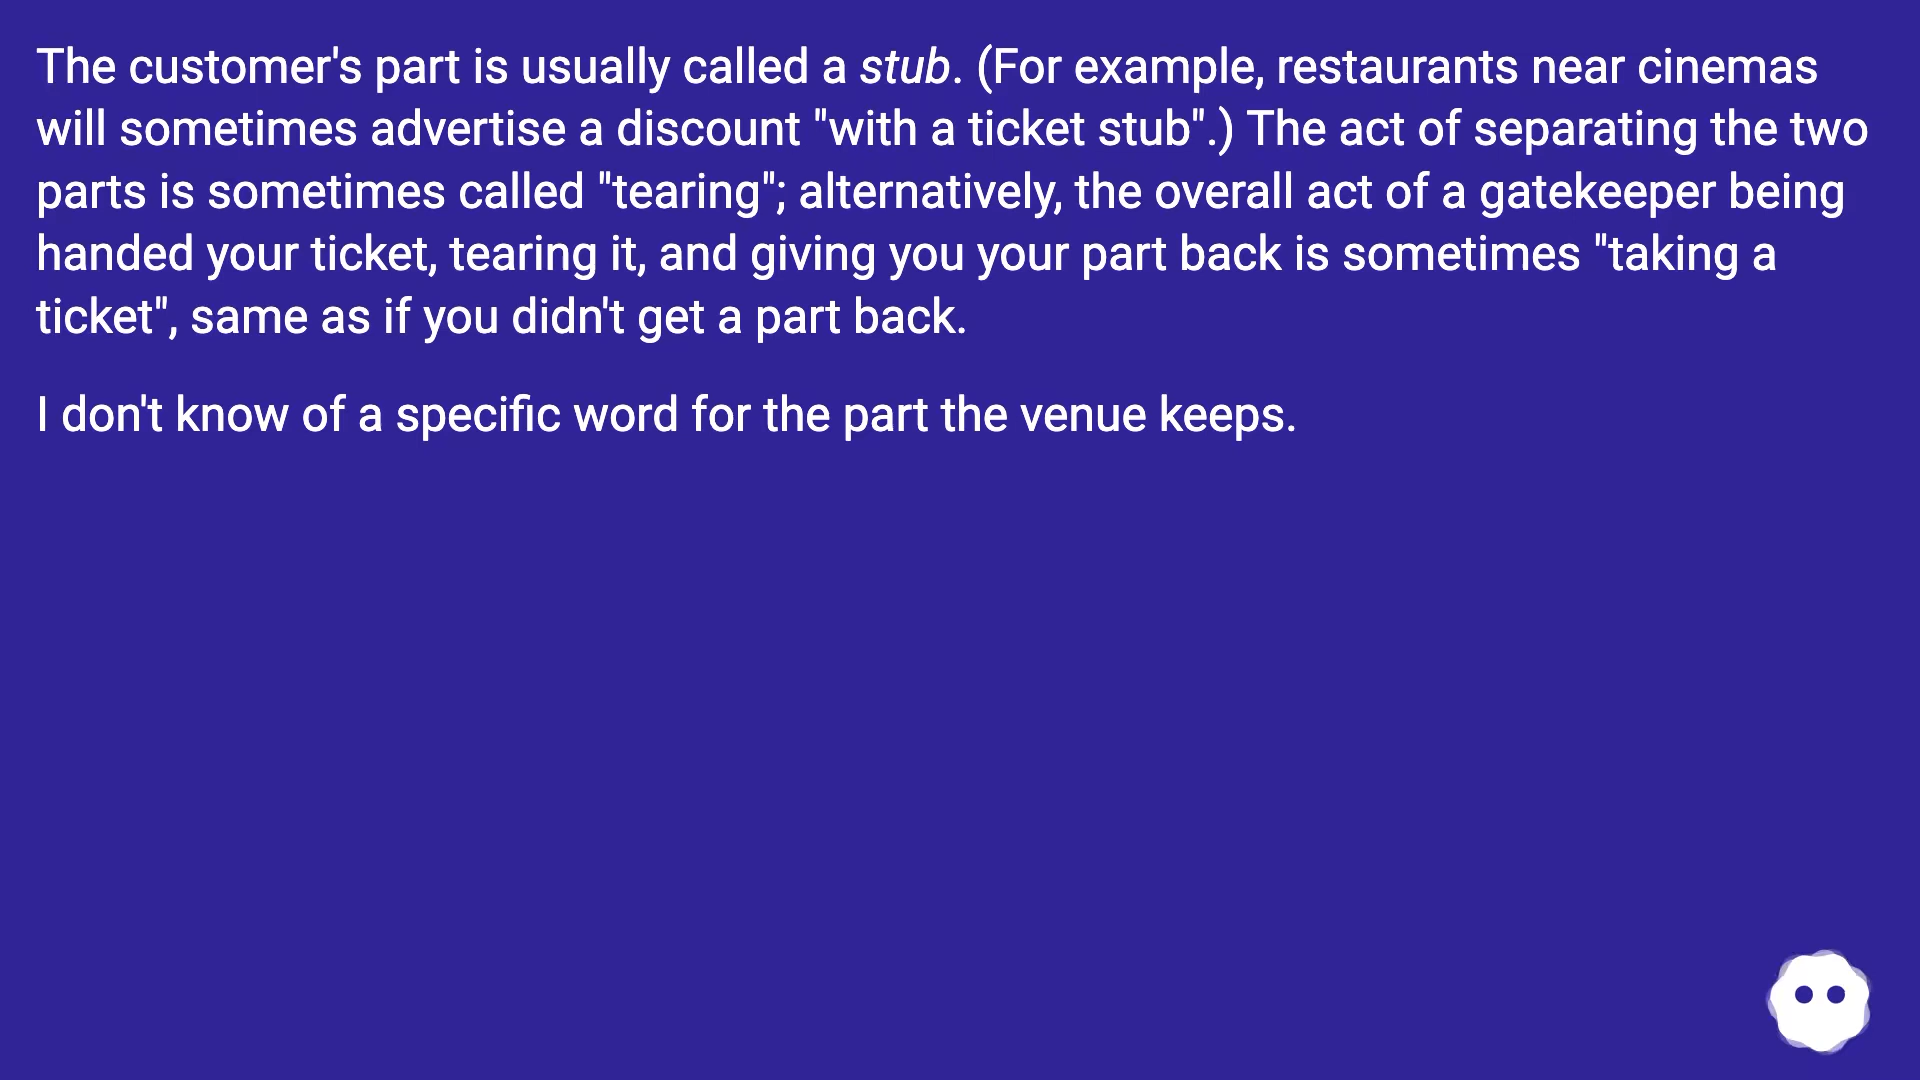 The customer's part is usually called a stub. (For example, restaurants near cinemas
will sometimes advertise a discount "with a ticket stub".) The act of separating the two
parts is sometimes called "tearing"; alternatively, the overall act of a gatekeeper being
handed your ticket, tearing it, and giving you your part back is sometimes "taking a
ticket", same as if you didn't get a part back.
I don't know of a specific word for the part the venue keeps.